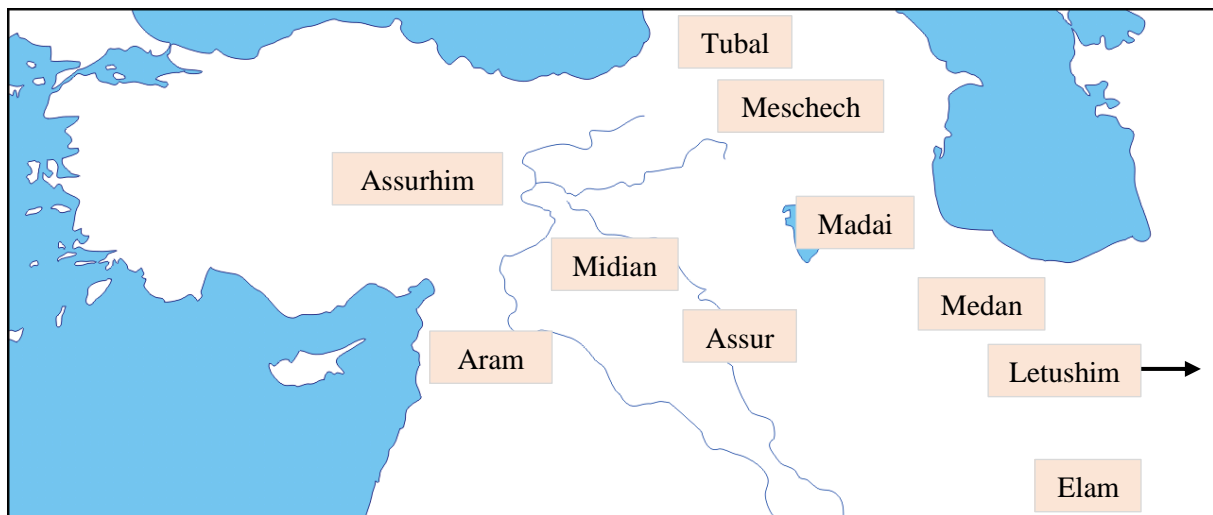 Tubal
Meschech
Assurhim
Madai
Midian
Medan
Assur
Aram
Letushim
Elam